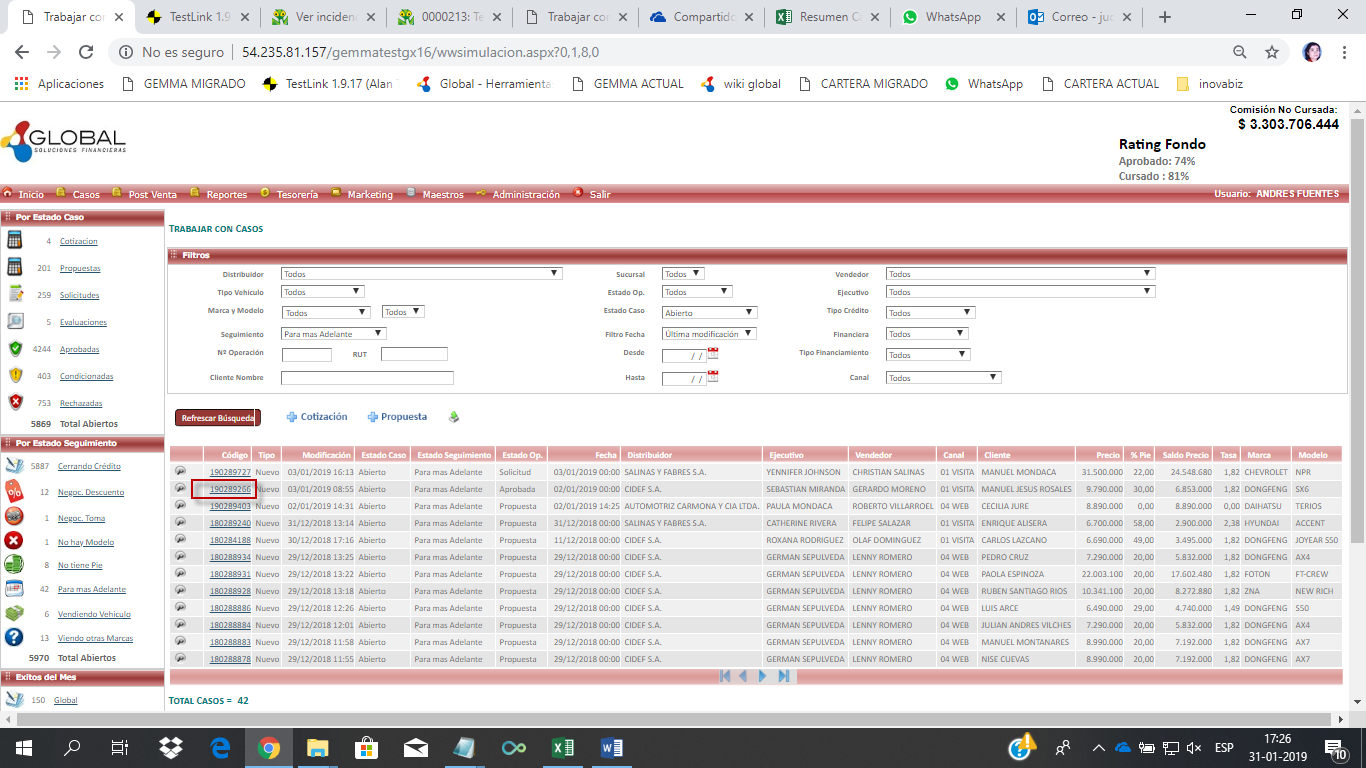 Trabajar co
TestLink 1.9
Ver inciden
0000213: Te
Trabajar co
Compartido
Resumen C
WhatsApp
Correo - juc
No es seguro | 54.235.81.157/gemmatestgx16/wwsimulacion.aspx?0,1,8,0
Aplicaciones GEMMA MIGRADO TestLink 1.9.17 (Alan Global - Herramienta GEMMA ACTUAL wiki global CARTERA MIGRADO WhatsApp CARTERA ACTUAL inovabiz
GLOBAL
SOLUCIONES FINANCIERAS
Comisión No Cursada:
$ 3.303.706.444
Rating Fondo
Aprobado: 74%
Cursado : 81%
Inicio Casos Post Venta Reportes Tesorería Marketing Maestros Administración Salir Usuario: ANDRES FUENTES
Por Estado Caso
4 Cotizacion
201 Propuestas
259 Solicitudes
5 Evaluaciones
4244 Aprobadas
403 Condicionadas
753 Rechazadas
5869 Total Abiertos
Por Estado Seguimiento
5887 Cerrando Crédito
12 Negoc. Descuento
1 Negoc. Toma
1 No hay Modelo
8 No tiene Pie
42 Para mas Adelante
6 Vendiendo Vehiculo
13 Viendo otras Marcas
5970 Total Abiertos
Exitos del Mes
150 Global
TRABAJAR CON CASOS
Filtros
Distribuidor Todos Sucursal Todos Vendedor Todos
Tipo Vehículo Todos Estado Op. Todos Ejecutivo Todos
Marca y Modelo Todos Todos Estado Caso Abierto Tipo Crédito Todos
Seguimiento Para mas Adelante Filtro Fecha Última modificación Financiera Todos
Nº Operación RUT Desde / / Tipo Financiamiento Todos
Cliente Nombre Hasta / / Canal Todos
Refrescar Búsqueda Cotización Propuesta
Código Tipo Modificación Estado Caso Estado Seguimiento Estado Op. Fecha Distribuidor Ejecutivo Vendedor Canal Cliente Precio % Pie Saldo Precio Tasa Marca Modelo
190289727 Nuevo 03/01/2019 16:13 Abierto Para mas Adelante Solicitud 03/01/2019 00:00 SALINAS Y FABRES S.A. YENNIFER JOHNSON CHRISTIAN SALINAS 01 VISITA MANUEL MONDACA 31.500.000 22,00 24.548.680 1,82 CHEVROLET NPR
190289266 Nuevo 03/01/2019 08:55 Abierto Para mas Adelante Aprobada 02/01/2019 00:00 CIDEF S.A. SEBASTIAN MIRANDA GERARDO MORENO 01 VISITA MANUEL JESUS ROSALES 9.790.000 30,00 6.853.000 1,82 DONGFENG SX6
190289403 Nuevo 02/01/2019 14:31 Abierto Para mas Adelante Propuesta 02/01/2019 14:25 AUTOMOTRIZ CARMONA Y CIA LTDA. PAULA MONDACA ROBERTO VILLARROEL 04 WEB CECILIA JURE 8.890.000 0,00 8.890.000 0,00 DAIHATSU TERIOS
180289240 Nuevo 31/12/2018 13:14 Abierto Para mas Adelante Propuesta 31/12/2018 00:00 SALINAS Y FABRES S.A. CATHERINE RIVERA FELIPE SALAZAR 01 VISITA ENRIQUE ALISERA 6.700.000 58,00 2.900.000 2,38 HYUNDAI ACCENT
180284188 Nuevo 30/12/2018 17:16 Abierto Para mas Adelante Propuesta 11/12/2018 00:00 CIDEF S.A. ROXANA RODRIGUEZ OLAF DOMINGUEZ 01 VISITA CARLOS LAZCANO 6.690.000 49,00 3.495.000 1,82 DONGFENG JOYEAR S50
180288934 Nuevo 29/12/2018 13:25 Abierto Para mas Adelante Propuesta 29/12/2018 00:00 CIDEF S.A. GERMAN SEPULVEDA LENNY ROMERO 04 WEB PEDRO CRUZ 7.290.000 20,00 5.832.000 1,82 DONGFENG AX4
180288931 Nuevo 29/12/2018 13:22 Abierto Para mas Adelante Propuesta 29/12/2018 00:00 CIDEF S.A. GERMAN SEPULVEDA LENNY ROMERO 04 WEB PAOLA ESPINOZA 22.003.100 20,00 17.602.480 1,82 FOTON FT-CREW
180288928 Nuevo 29/12/2018 13:18 Abierto Para mas Adelante Propuesta 29/12/2018 00:00 CIDEF S.A. GERMAN SEPULVEDA LENNY ROMERO 04 WEB RUBEN SANTIAGO RIOS 10.341.100 20,00 8.272.880 1,82 ZNA NEW RICH
180288886 Nuevo 29/12/2018 12:26 Abierto Para mas Adelante Propuesta 29/12/2018 00:00 CIDEF S.A. GERMAN SEPULVEDA LENNY ROMERO 04 WEB LUIS ARCE 6.490.000 29,00 4.740.000 1,49 DONGFENG S50
180288884 Nuevo 29/12/2018 12:01 Abierto Para mas Adelante Propuesta 29/12/2018 00:00 CIDEF S.A. GERMAN SEPULVEDA LENNY ROMERO 04 WEB JULIAN ANDRES VILCHES 7.290.000 20,00 5.832.000 1,82 DONGFENG AX4
180288883 Nuevo 29/12/2018 11:58 Abierto Para mas Adelante Propuesta 29/12/2018 00:00 CIDEF S.A. GERMAN SEPULVEDA LENNY ROMERO 04 WEB MANUEL MONTANARES 8.990.000 20,00 7.192.000 1,82 DONGFENG AX7
180288878 Nuevo 29/12/2018 11:55 Abierto Para mas Adelante Propuesta 29/12/2018 00:00 CIDEF S.A. GERMAN SEPULVEDA LENNY ROMERO 04 WEB NISE CUEVAS 8.990.000 20,00 7.192.000 1,82 DONGFENG AX7
TOTAL CASOS = 42
ESP
17:26
31-01-2019
10